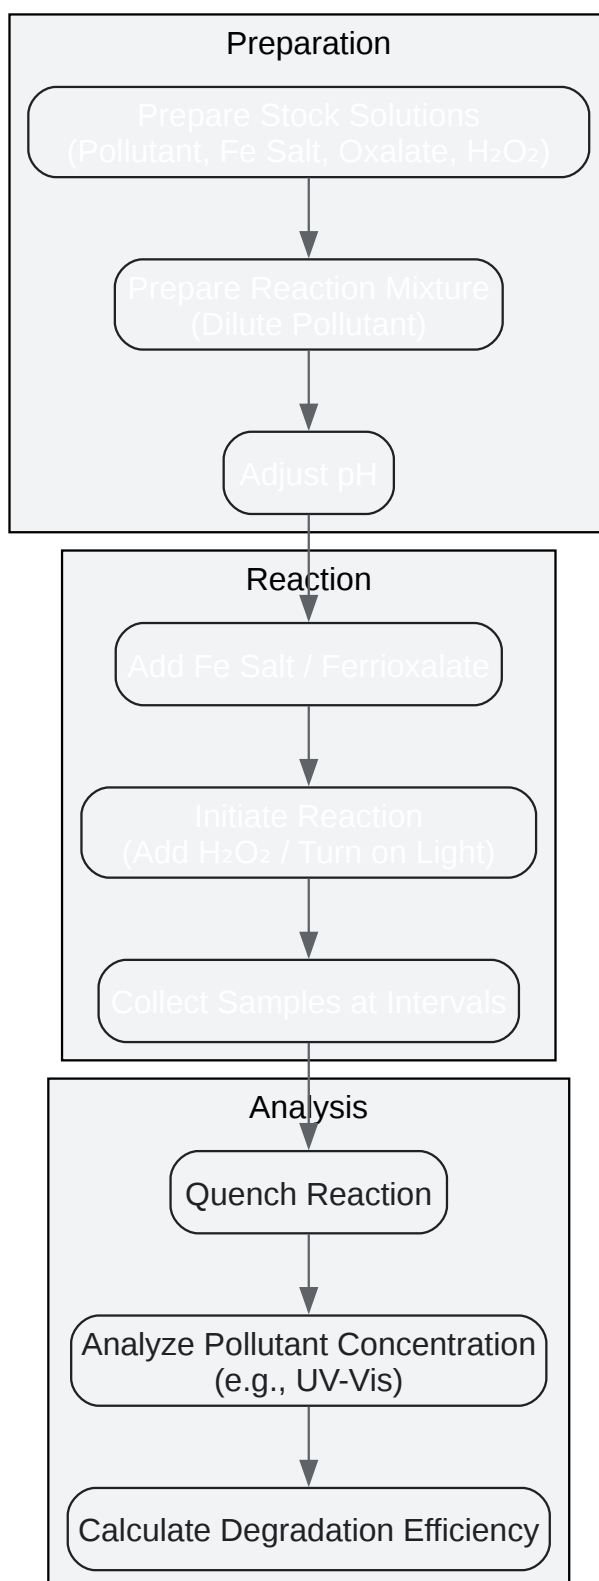 Preparation
Prepare Stock Solutions
(Pollutant, Fe Salt, Oxalate, H₂O₂)
Prepare Reaction Mixture
(Dilute Pollutant)
Adjust pH
Reaction
Add Fe Salt / Ferrioxalate
Initiate Reaction
(Add H₂O₂ / Turn on Light)
Collect Samples at Intervals
Analysis
Quench Reaction
Analyze Pollutant Concentration
(e.g., UV-Vis)
Calculate Degradation Efficiency